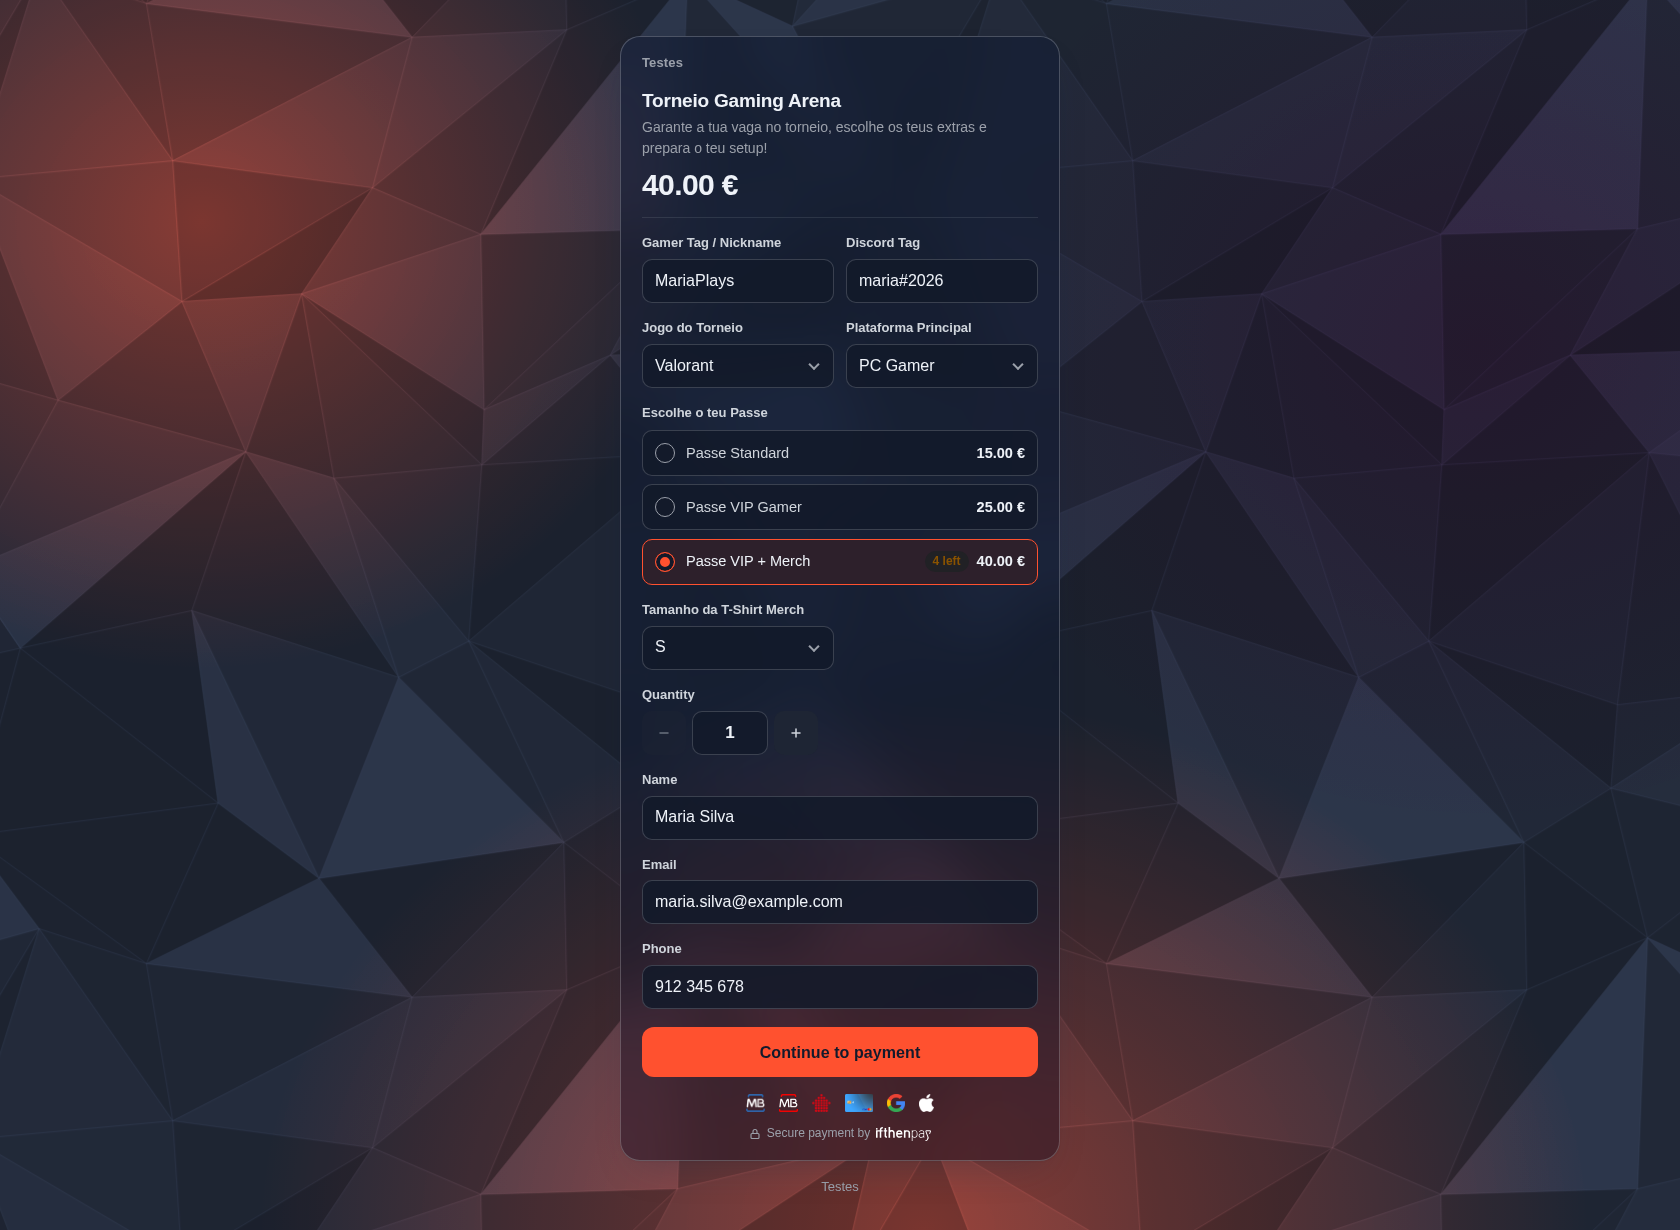 Testes
Torneio Gaming Arena
Garante a tua vaga no torneio, escolhe os teus extras e
prepara o teu setup!
40.00 €
Gamer Tag / Nickname
Discord Tag
MariaPlays
maria#2026
Jogo do Torneio
Plataforma Principal
Valorant
PC Gamer
Escolhe o teu Passe
Passe Standard 15.00 €
Passe VIP Gamer 25.00 €
Passe VIP + Merch 4 left 40.00 €
Tamanho da T-Shirt Merch
S
Quantity
− 1 +
Name
Maria Silva
Email
maria.silva@example.com
Phone
912 345 678
Continue to payment
MB MB G
Secure payment by ifthenpay
Testes